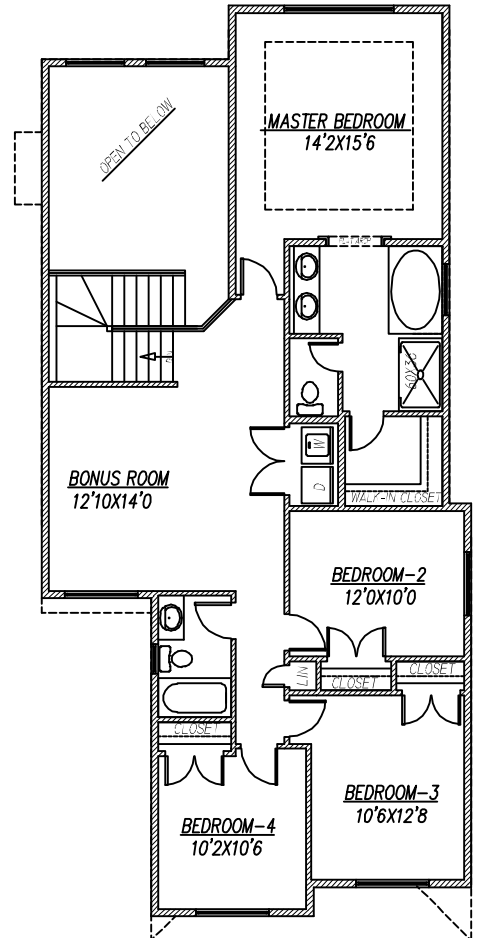 MASTER BEDROOM
14'2X15'6
OPEN TO BELOW
60X36
W
D
WALK-IN CLOSET
BONUS ROOM
12'10X14'0
BEDROOM-2
12'0X10'0
LIN
CLOSET
CLOSET
CLOSET
BEDROOM-3
10'6X12'8
BEDROOM-4
10'2X10'6